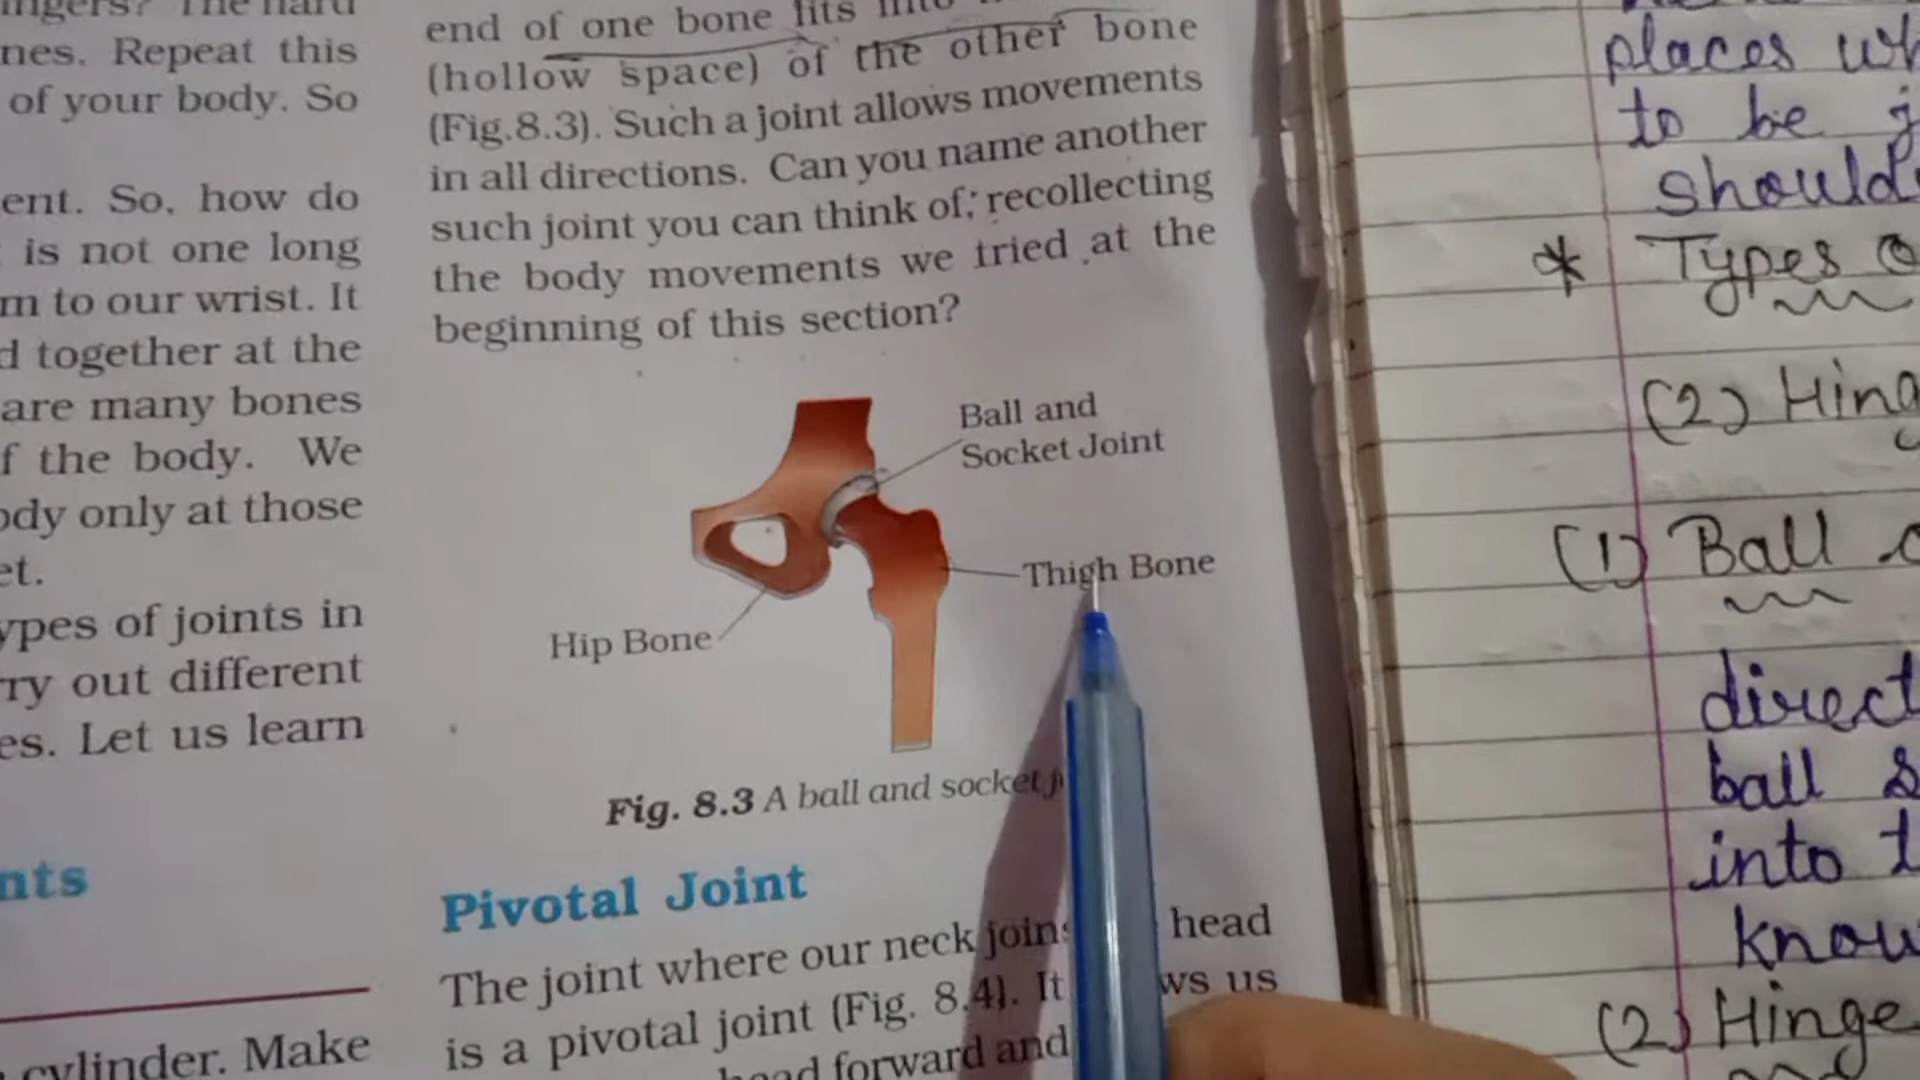 The hard
nes. Repeat this
of your body. So
ent. So, how do
is not one long
m to our wrist. It
d together at the
are many bones
f the body. We
ody only at those
et.
ypes of joints in
rry out different
es. Let us learn
nts
cylinder. Make
end of one bone fits into
(hollow space) of the other bone
(Fig.8.3). Such a joint allows movements
in all directions. Can you name another
such joint you can think of; recollecting
the body movements we tried at the
beginning of this section?
Ball and
Socket Joint
Thigh Bone
Hip Bone
Fig. 8.3 A ball and socket j
Pivotal Joint
The joint where our neck joins head
is a pivotal joint (Fig. 8.4). It ws us
head forward and
places wh
to be j
should
* Types o
(2) Hing
(1) Ball
direct
ball s
into t
know
(2) Hinge